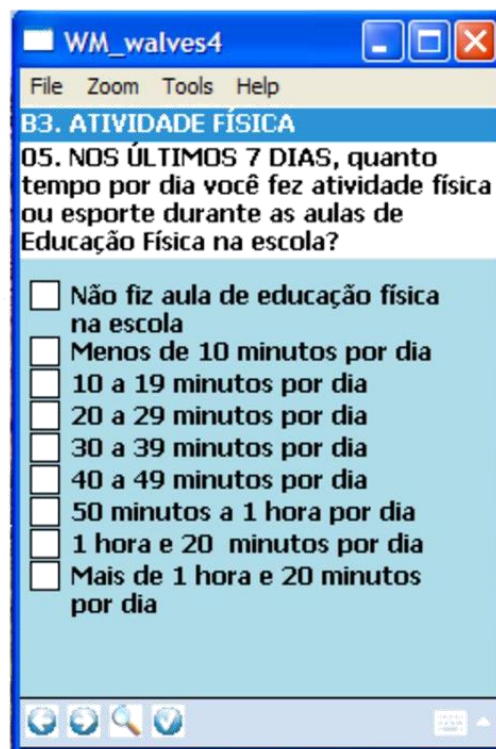 WM_walves4
File Zoom Tools Help
B3. ATIVIDADE FÍSICA
05. NOS ÚLTIMOS 7 DIAS, quanto
tempo por dia você fez atividade física
ou esporte durante as aulas de
Educação Física na escola?
Não fiz aula de educação física
na escola
Menos de 10 minutos por dia
10 a 19 minutos por dia
20 a 29 minutos por dia
30 a 39 minutos por dia
40 a 49 minutos por dia
50 minutos a 1 hora por dia
1 hora e 20 minutos por dia
Mais de 1 hora e 20 minutos
por dia